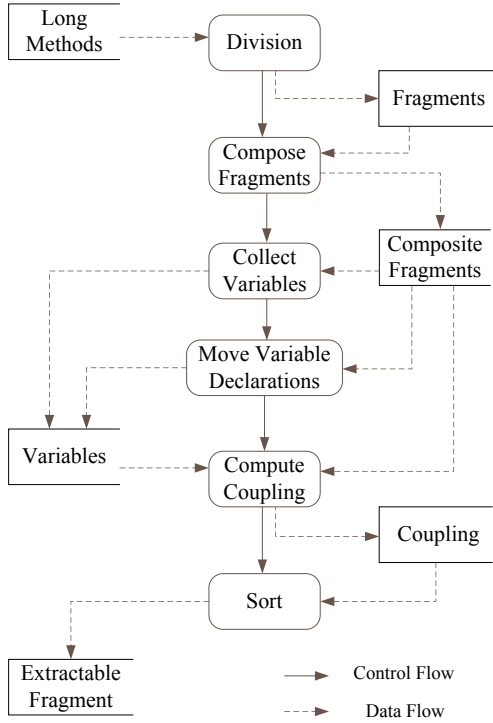 Long
Methods
Division
Fragments
Compose
Fragments
Composite
Fragments
Collect
Variables
Move Variable
Declarations
Variables
Compute
Coupling
Coupling
Sort
Extractable
Fragment
Control Flow
Data Flow